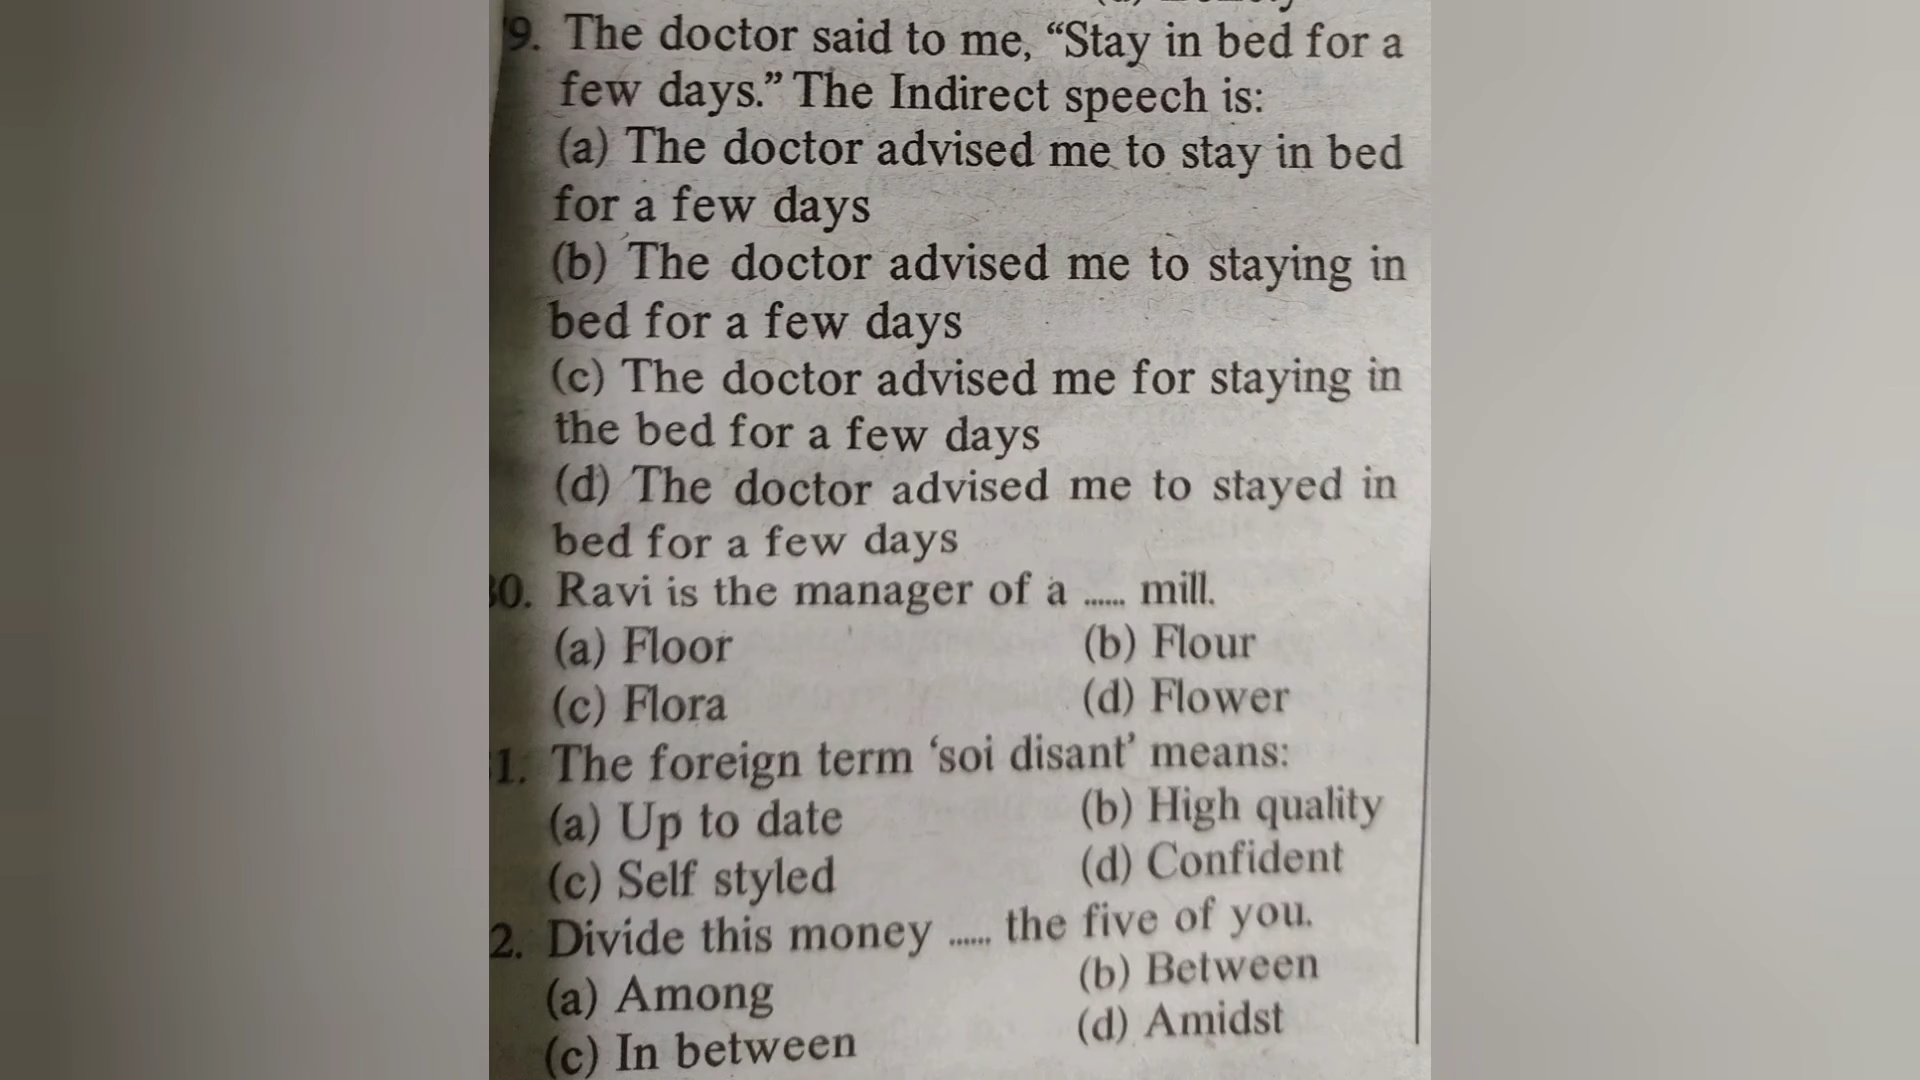 9. The doctor said to me, “Stay in bed for a
few days.” The Indirect speech is:
(a) The doctor advised me to stay in bed
for a few days
(b) The doctor advised me to staying in
bed for a few days
(c) The doctor advised me for staying in
the bed for a few days
(d) The doctor advised me to stayed in
bed for a few days
30. Ravi is the manager of a ...... mill.
(a) Floor (b) Flour
(c) Flora (d) Flower
1. The foreign term ‘soi disant’ means:
(a) Up to date (b) High quality
(c) Self styled (d) Confident
2. Divide this money ...... the five of you.
(a) Among (b) Between
(c) In between (d) Amidst